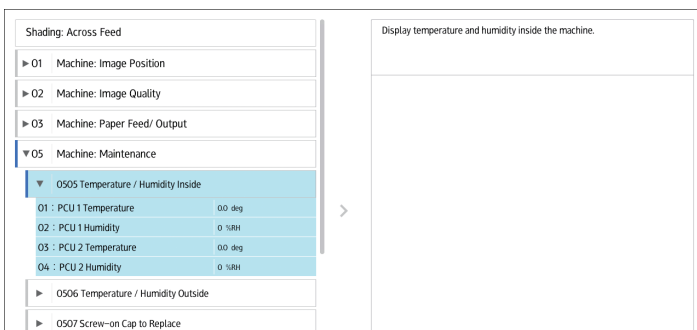 Shading: Across Feed
Display temperature and humidity inside the machine.
▶ 01 Machine: Image Position
▶ 02 Machine: Image Quality
▶ 03 Machine: Paper Feed/ Output
▼ 05 Machine: Maintenance
▼ 0505 Temperature / Humidity Inside
01 : PCU 1 Temperature 0.0 deg
02 : PCU 1 Humidity 0 %RH
03 : PCU 2 Temperature 0.0 deg
04 : PCU 2 Humidity 0 %RH
▶ 0506 Temperature / Humidity Outside
▶ 0507 Screw-on Cap to Replace